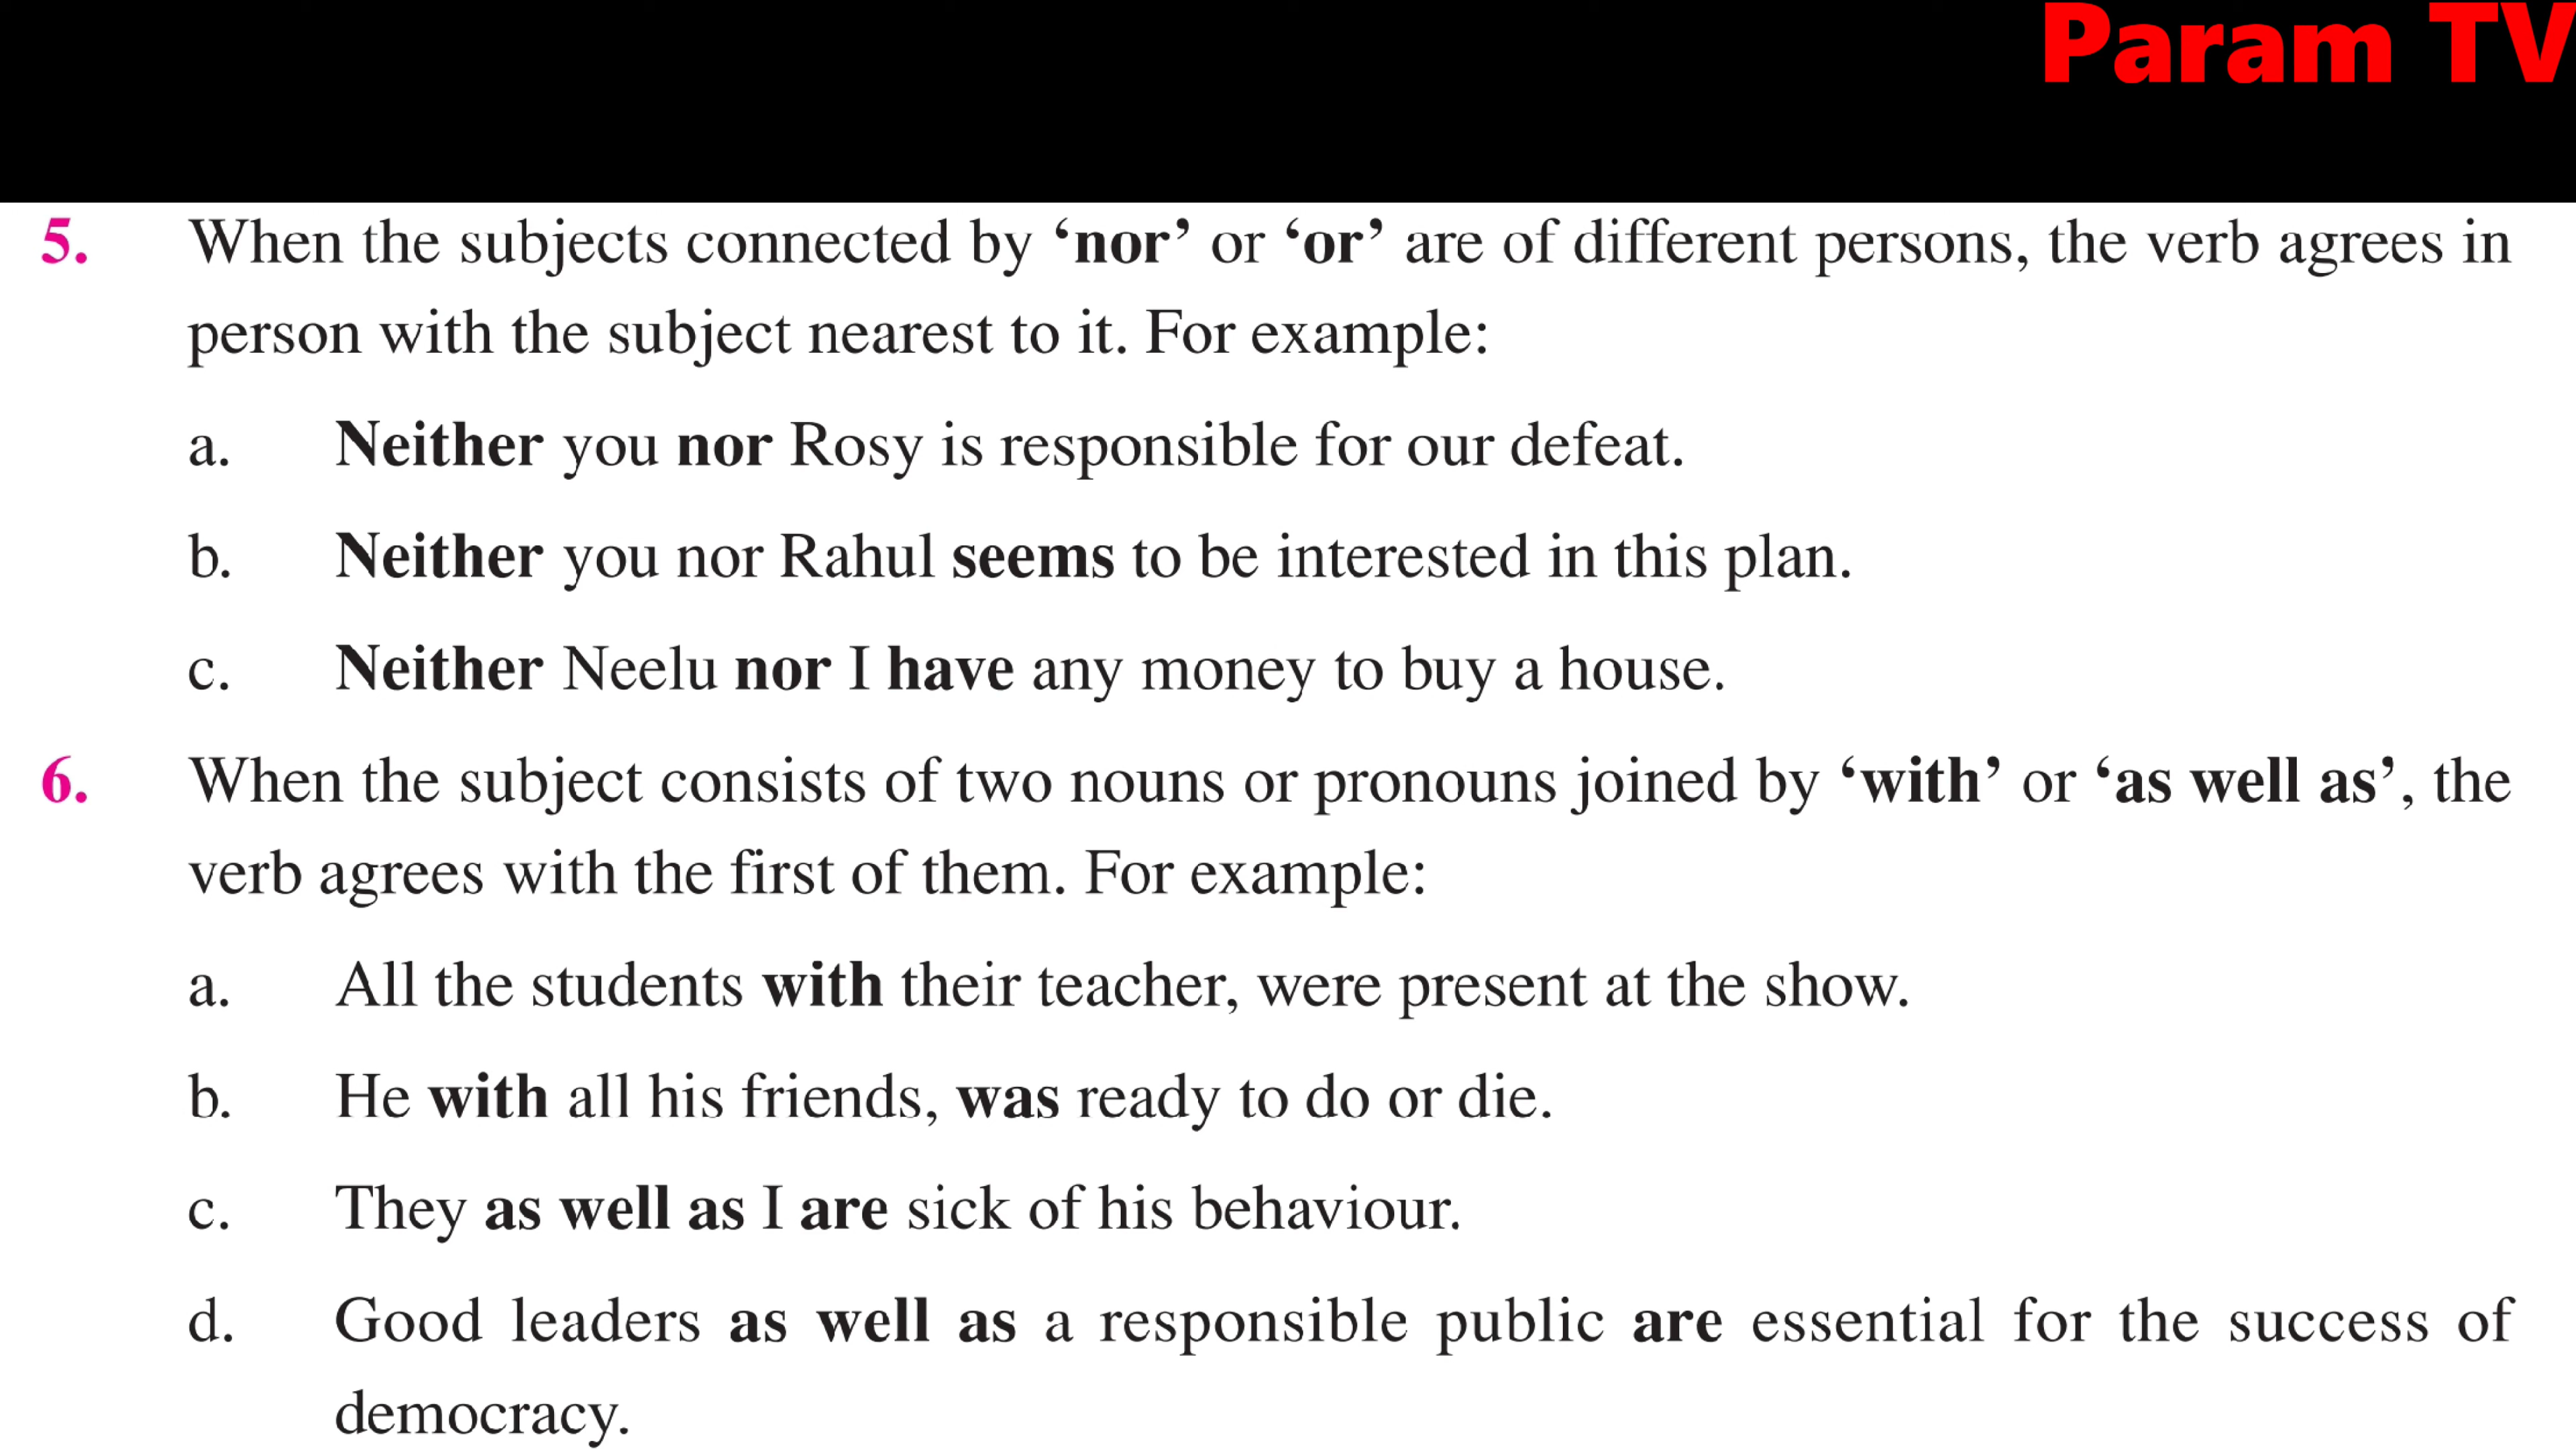 Param TV
5. When the subjects connected by ‘nor’ or ‘or’ are of different persons, the verb agrees in
person with the subject nearest to it. For example:
a. Neither you nor Rosy is responsible for our defeat.
b. Neither you nor Rahul seems to be interested in this plan.
c. Neither Neelu nor I have any money to buy a house.
6. When the subject consists of two nouns or pronouns joined by ‘with’ or ‘as well as’, the
verb agrees with the first of them. For example:
a. All the students with their teacher, were present at the show.
b. He with all his friends, was ready to do or die.
c. They as well as I are sick of his behaviour.
d. Good leaders as well as a responsible public are essential for the success of
democracy.